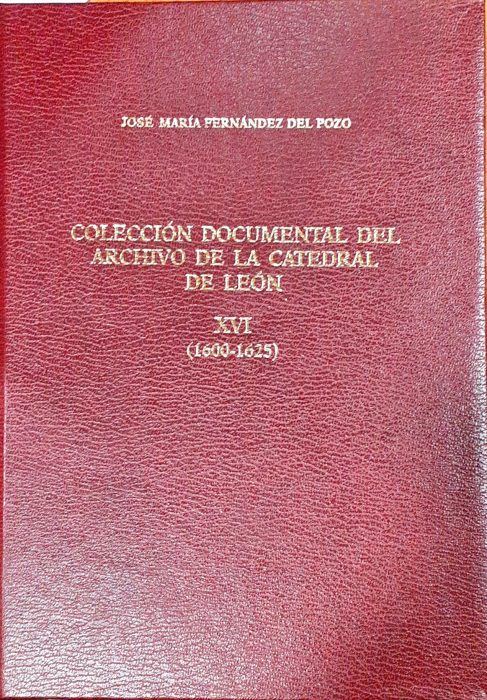 JOSÉ MARÍA FERNÁNDEZ DEL POZO
COLECCIÓN DOCUMENTAL DEL
ARCHIVO DE LA CATEDRAL
DE LEÓN
XVI
(1600-1625)